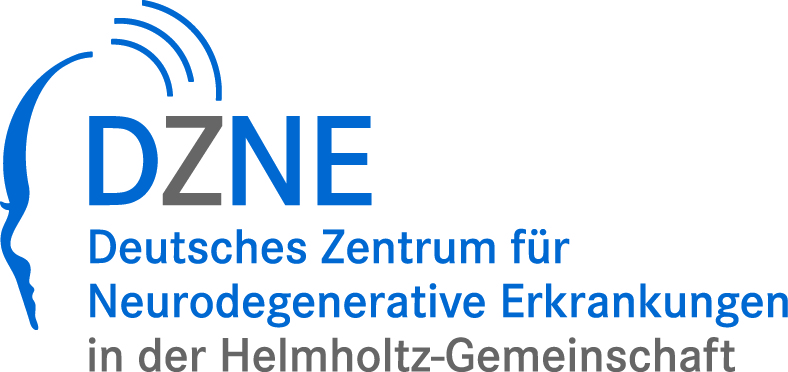 DZNE
Deutsches Zentrum für
Neurodegenerative Erkrankungen
in der Helmholtz-Gemeinschaft